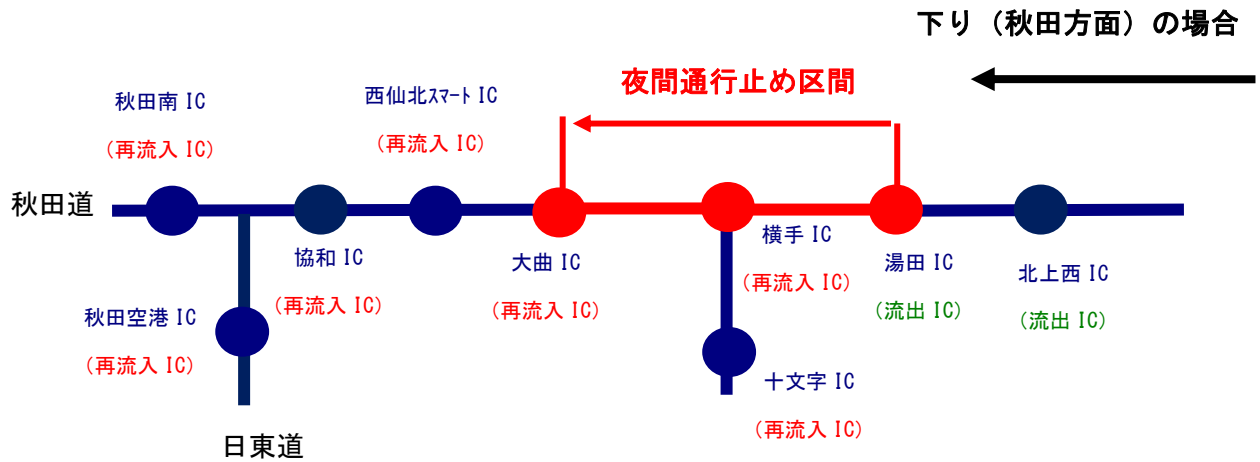 下り（秋田方面）の場合
夜間通行止め区間
秋田南 IC
(再流入 IC)
西仙北スマート IC
(再流入 IC)
秋田道
協和 IC
(再流入 IC)
大曲 IC
(再流入 IC)
横手 IC
(再流入 IC)
湯田 IC
(流出 IC)
北上西 IC
(流出 IC)
秋田空港 IC
(再流入 IC)
十文字 IC
(再流入 IC)
日東道